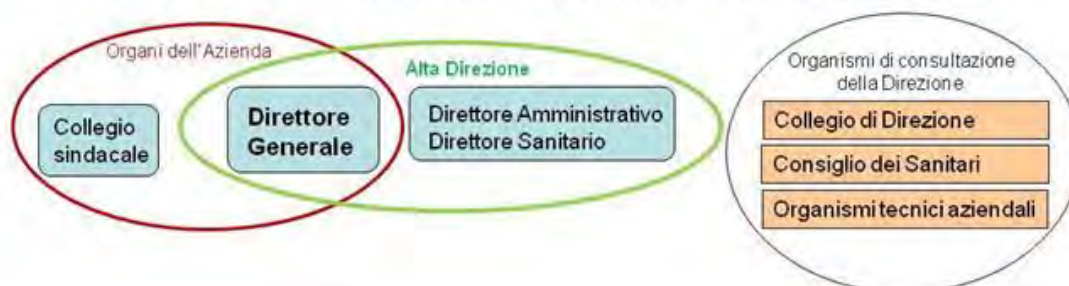 Organi dell'Azienda
Collegio
sindacale
Alta Direzione
Direttore
Generale
Direttore Amministrativo
Direttore Sanitario
Organismi di consultazione
della Direzione
Collegio di Direzione
Consiglio dei Sanitari
Organismi tecnici aziendali